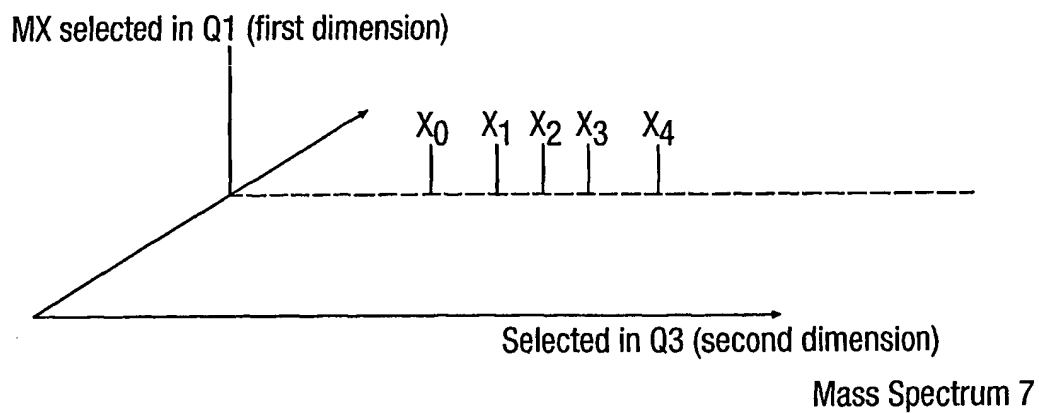 MX selected in Q1 (first dimension)
X0 X1 X2 X3 X4
Selected in Q3 (second dimension)
Mass Spectrum 7